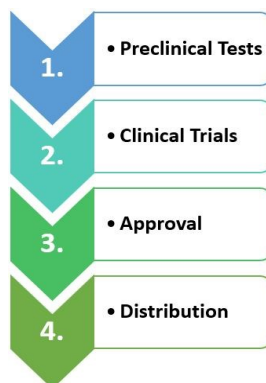 1.
• Preclinical Tests
2.
• Clinical Trials
3.
• Approval
4.
• Distribution